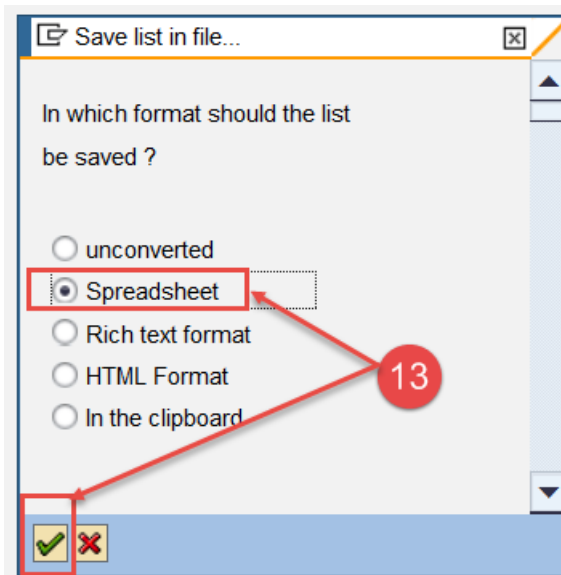 Save list in file...
In which format should the list
be saved ?
unconverted
Spreadsheet
Rich text format
HTML Format
In the clipboard
13